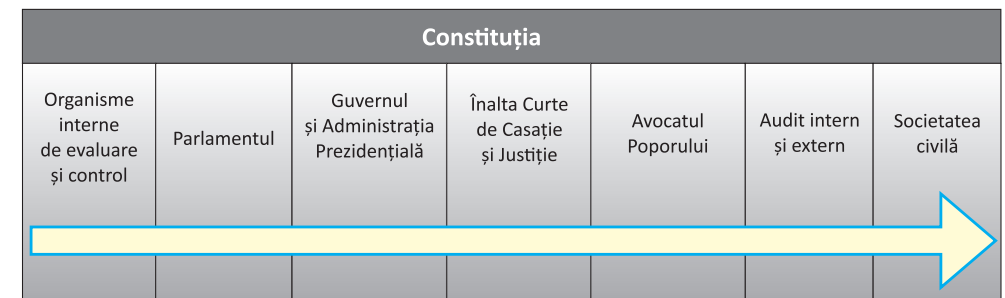 Constituția
Organisme
interne
de evaluare
și control
Parlamentul
Guvernul
și Administrația
Prezidențială
Înalta Curte
de Casație
și Justiție
Avocatul
Poporului
Audit intern
și extern
Societatea
civilă